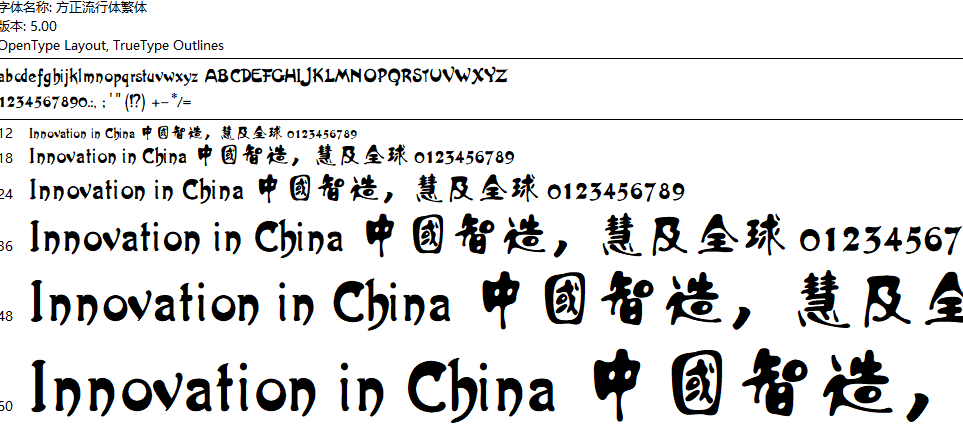 字体名称: 方正流行体繁体
版本: 5.00
OpenType Layout, TrueType Outlines
abcdefghijklmnopqrstuvwxyz ABCDEFGHIJKLMNOPQRSTUVWXYZ
1234567890.:, ; ' " (!?) +-*/=
12 Innovation in China 中國智造，慧及全球 0123456789
18 Innovation in China 中國智造，慧及全球 0123456789
24 Innovation in China 中國智造，慧及全球 0123456789
36 Innovation in China 中國智造，慧及全球 01234567
48 Innovation in China 中國智造，慧及全
60 Innovation in China 中國智造，